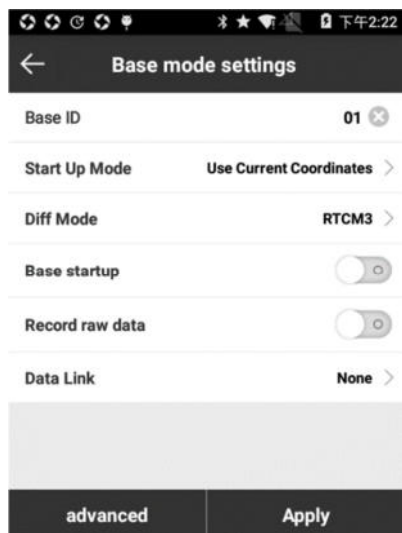 下午2:22
Base mode settings
Base ID 01
Start Up Mode Use Current Coordinates
Diff Mode RTCM3
Base startup
Record raw data
Data Link None
advanced Apply